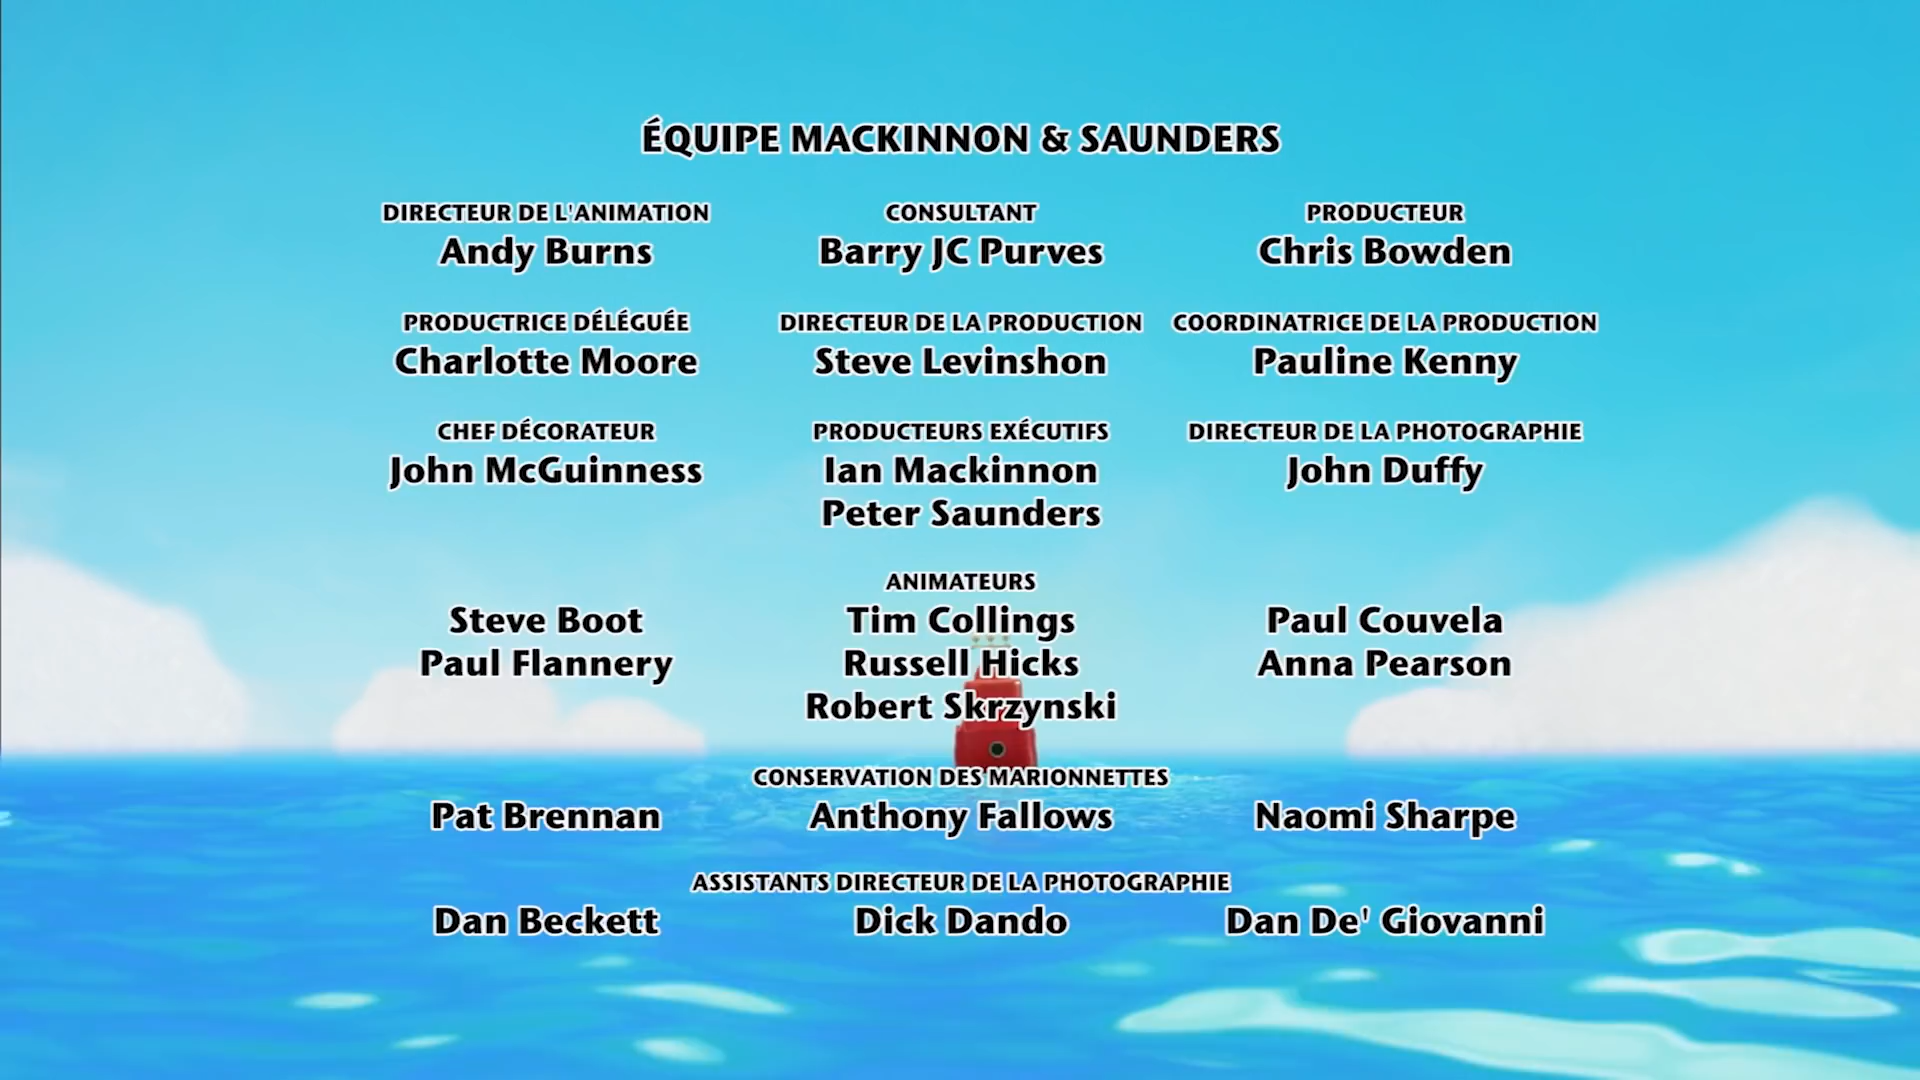 ÉQUIPE MACKINNON & SAUNDERS
DIRECTEUR DE L'ANIMATION CONSULTANT PRODUCTEUR
Andy Burns Barry JC Purves Chris Bowden
PRODUCTRICE DÉLÉGUÉE DIRECTEUR DE LA PRODUCTION COORDINATRICE DE LA PRODUCTION
Charlotte Moore Steve Levinshon Pauline Kenny
CHEF DÉCORATEUR PRODUCTEURS EXÉCUTIFS DIRECTEUR DE LA PHOTOGRAPHIE
John McGuinness Ian Mackinnon John Duffy
Peter Saunders
ANIMATEURS
Steve Boot Tim Collings Paul Couvela
Paul Flannery Russell Hicks Anna Pearson
Robert Skrzynski
CONSERVATION DES MARIONNETTES
Pat Brennan Anthony Fallows Naomi Sharpe
ASSISTANTS DIRECTEUR DE LA PHOTOGRAPHIE
Dan Beckett Dick Dando Dan De' Giovanni